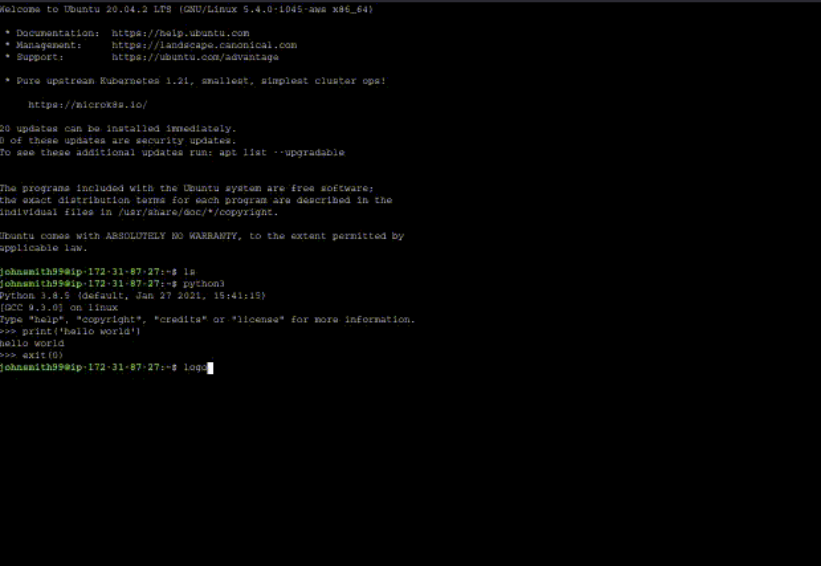 Welcome to Ubuntu 20.04.2 LTS (GNU/Linux 5.4.0-1045-aws x86_64)
* Documentation: https://help.ubuntu.com
* Management: https://landscape.canonical.com
* Support: https://ubuntu.com/advantage
* Pure upstream Kubernetes 1.21, smallest, simplest cluster ops!
https://microk8s.io/
20 updates can be installed immediately.
0 of these updates are security updates.
To see these additional updates run: apt list --upgradable
The programs included with the Ubuntu system are free software;
the exact distribution terms for each program are described in the
individual files in /usr/share/doc/*/copyright.
Ubuntu comes with ABSOLUTELY NO WARRANTY, to the extent permitted by
applicable law.
johnsmith99@ip-172-31-87-27:~$ ls
johnsmith99@ip-172-31-87-27:~$ python3
Python 3.8.5 (default, Jan 27 2021, 15:41:15)
[GCC 9.3.0] on linux
Type "help", "copyright", "credits" or "license" for more information.
>>> print('hello world')
hello world
>>> exit(0)
johnsmith99@ip-172-31-87-27:~$ logo